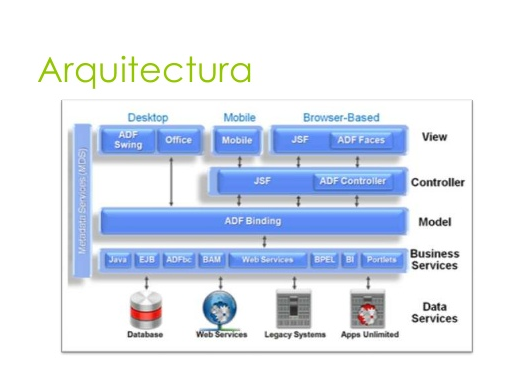 Arquitectura
Desktop
Mobile
Browser-Based
Metadata Services (MDS)
ADF
Swing
Office
Mobile
JSF
ADF Faces
View
JSF
ADF Controller
Controller
ADF Binding
Model
Java
EJB
ADFbc
BAM
Web Services
BPEL
BI
Portlets
Business
Services
Database
Web Services
Legacy Systems
Apps Unlimited
Data
Services